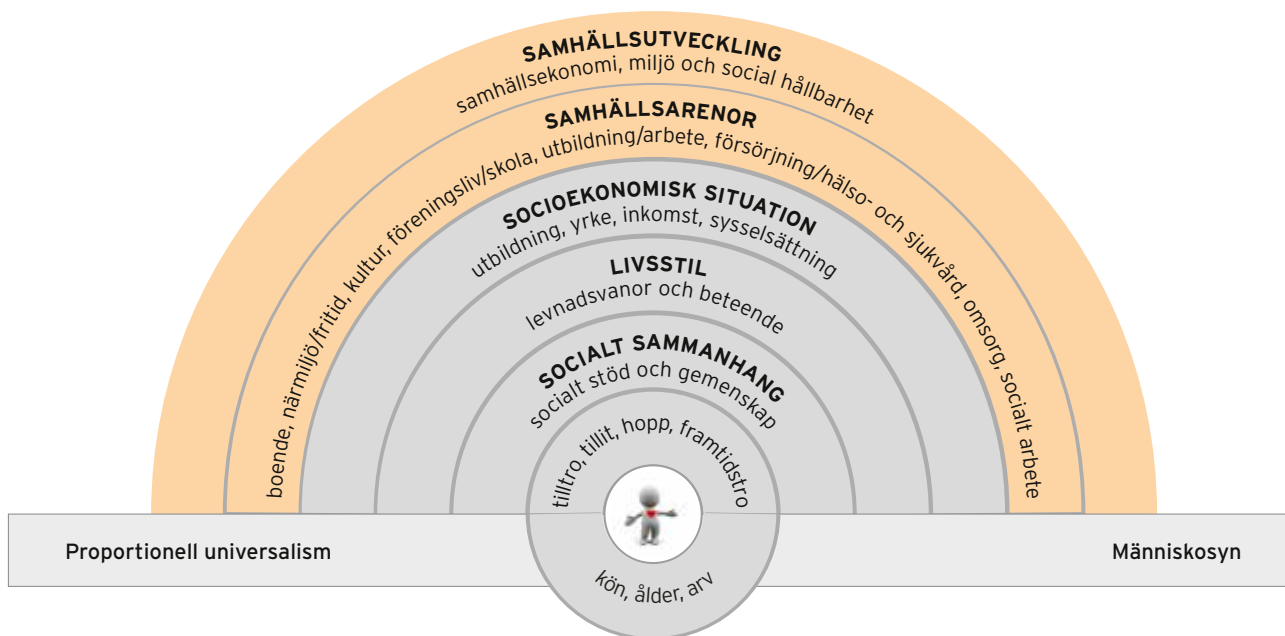 SAMHÄLLSUTVECKLING
samhällsekonomi, miljö och social hållbarhet
SAMHÄLLSARENOR
boende, närmiljö/fritid, kultur, föreningsliv/skola, utbildning/arbete, försörjning/hälso- och sjukvård, omsorg, socialt arbete
SOCIOEKONOMISK SITUATION
utbildning, yrke, inkomst, sysselsättning
LIVSSTIL
levnadsvanor och beteende
SOCIALT SAMMANHANG
socialt stöd och gemenskap
tilltro, tillit, hopp, framtidstro
Proportionell universalism
Människosyn
kön, ålder, arv